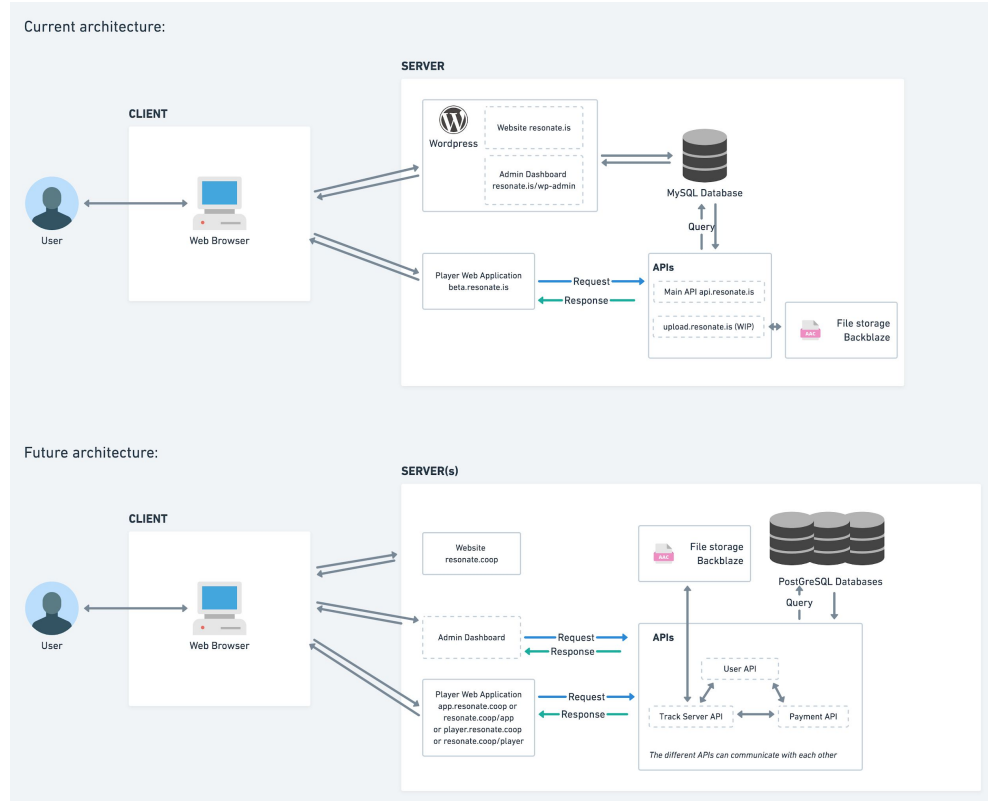 Current architecture:
SERVER
CLIENT
Wordpress
Website resonate.is
Admin Dashboard
resonate.is/wp-admin
MySQL Database
User
Web Browser
Query
Player Web Application
beta.resonate.is
Request
Response
APIs
Main API api.resonate.is
upload.resonate.is (WIP)
AAC
File storage
Backblaze
Future architecture:
SERVER(s)
CLIENT
Website
resonate.coop
AAC
File storage
Backblaze
PostGreSQL Databases
Query
User
Web Browser
Admin Dashboard
Request
Response
APIs
User API
Track Server API
Payment API
The different APIs can communicate with each other
Player Web Application
app.resonate.coop or
resonate.coop/app
or player.resonate.coop
or resonate.coop/player
Request
Response